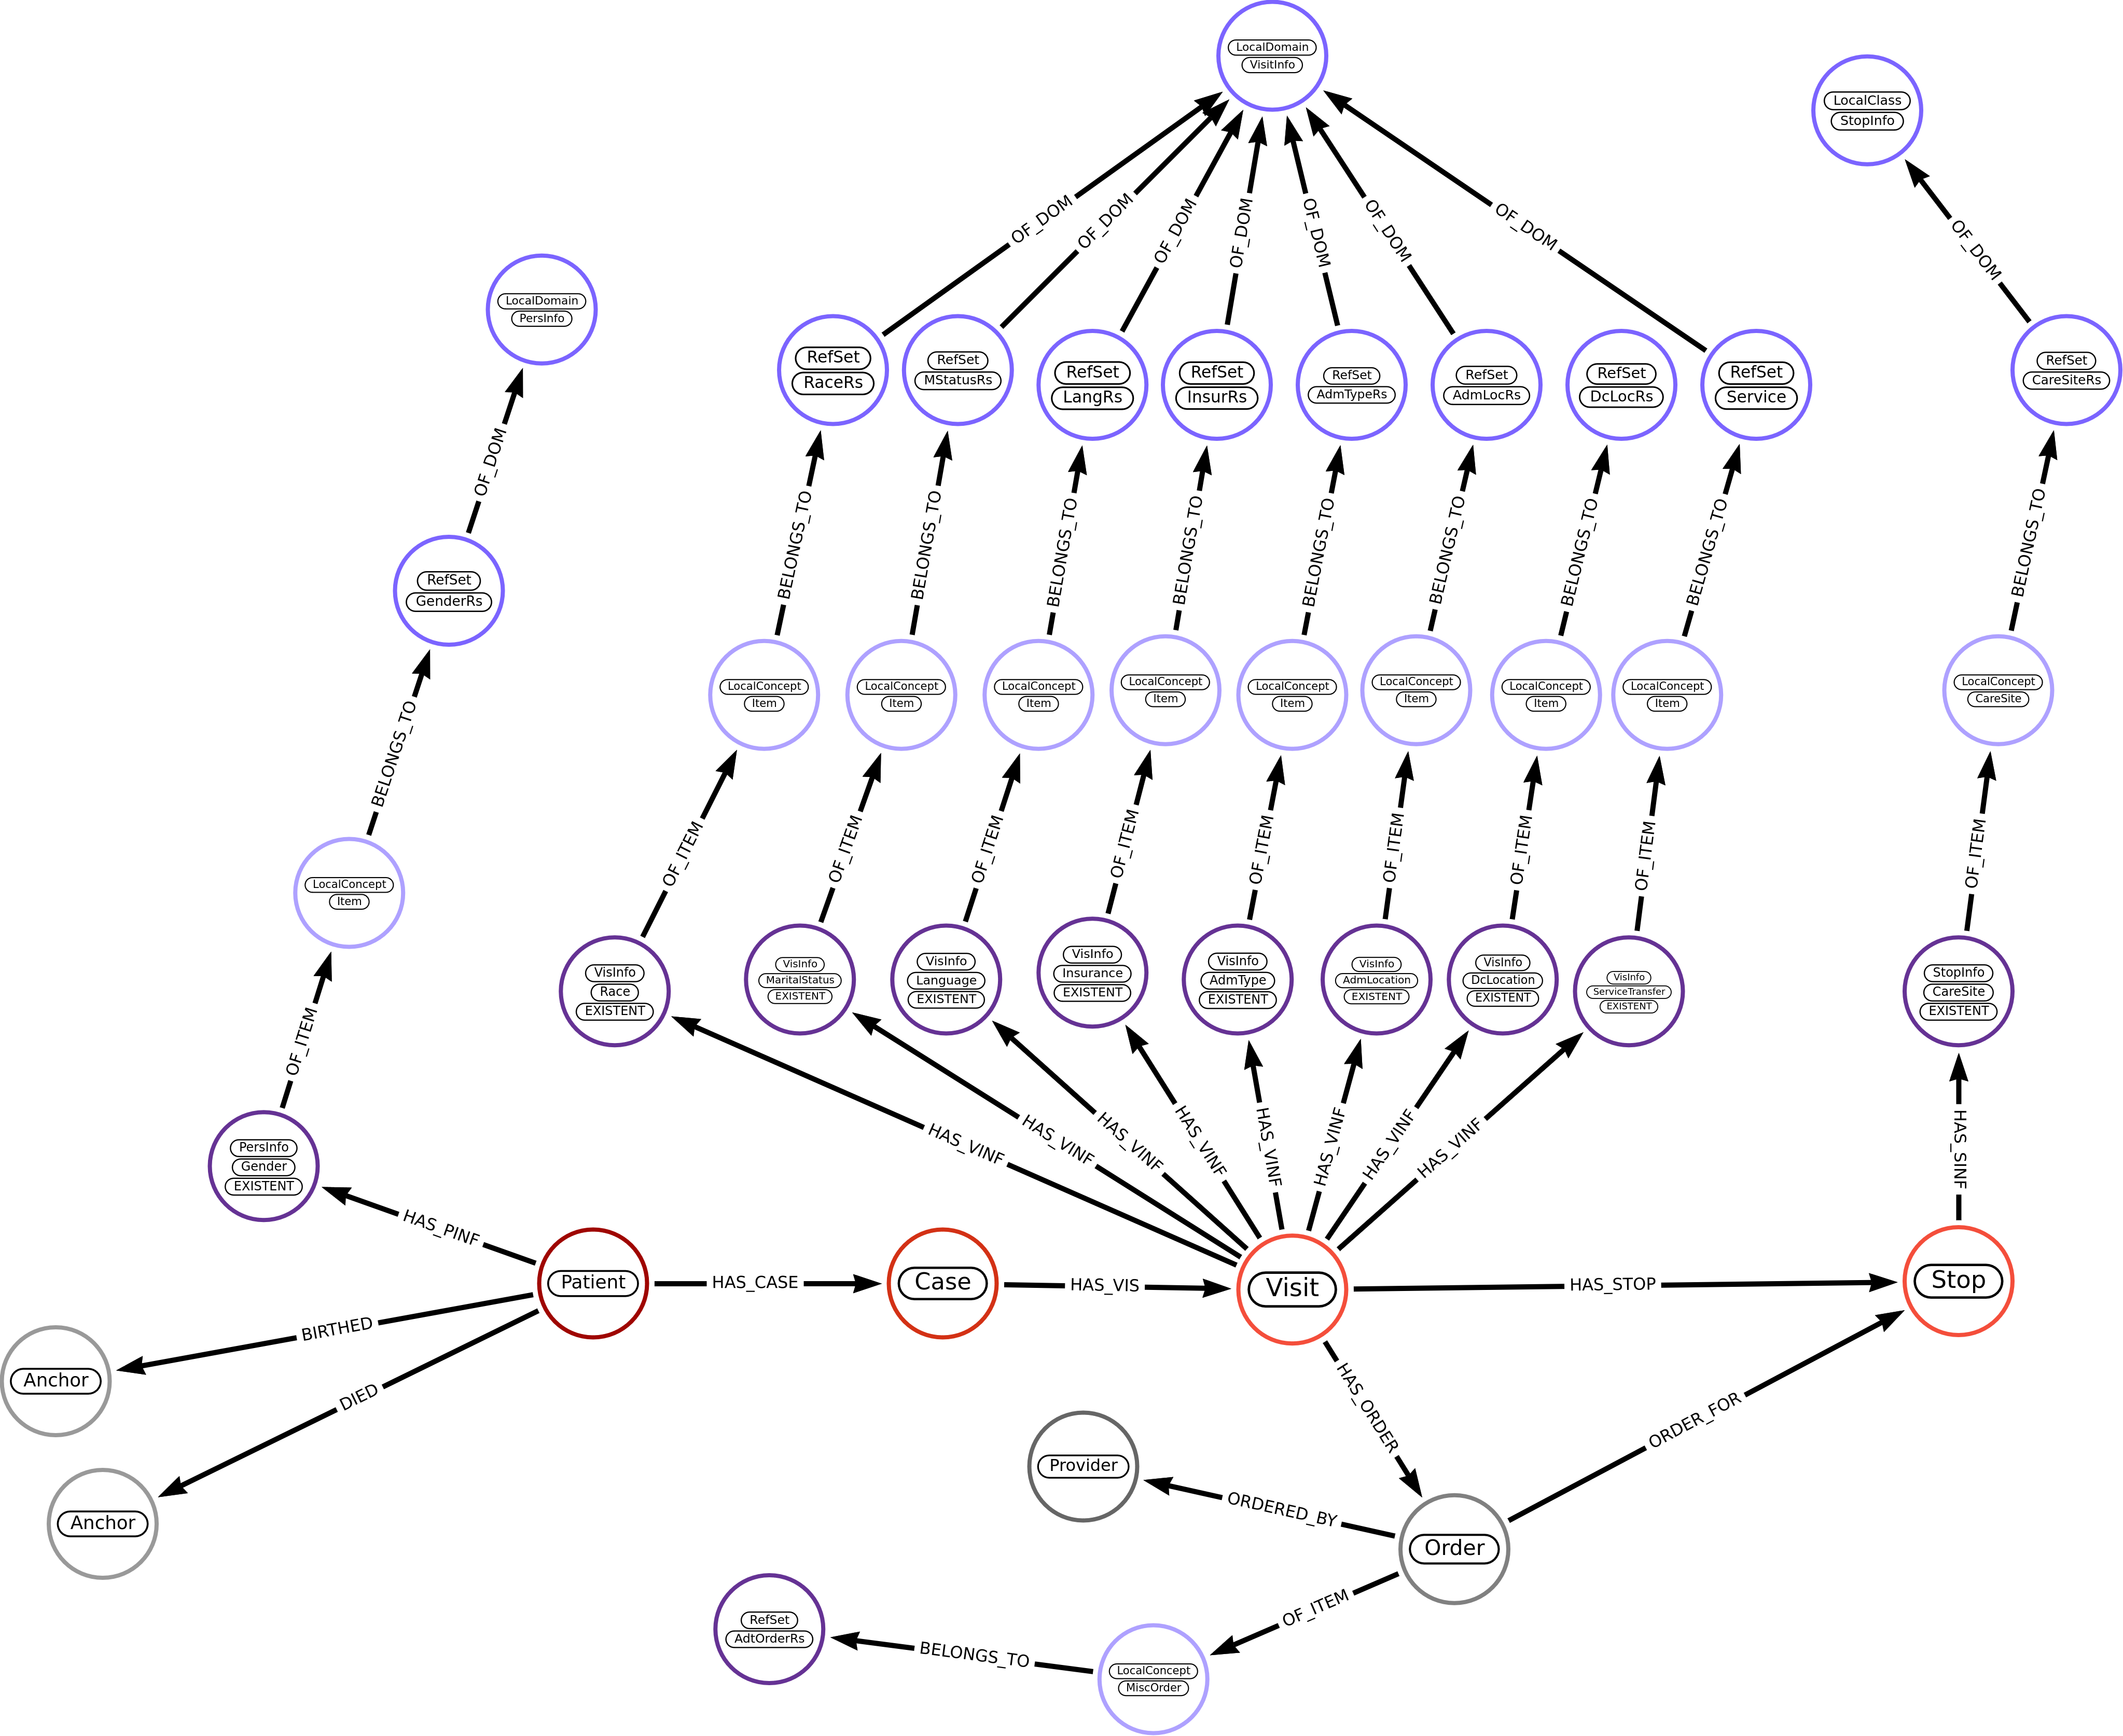 LocalDomain
VisitInfo
LocalClass
StopInfo
OF_DOM
OF_DOM
OF_DOM
OF_DOM
OF_DOM
OF_DOM
OF_DOM
OF_DOM
LocalDomain
PersInfo
RefSet
RaceRs
RefSet
MStatusRs
RefSet
LangRs
RefSet
InsurRs
RefSet
AdmTypeRs
RefSet
AdmLocRs
RefSet
DcLocRs
RefSet
Service
RefSet
CareSiteRs
OF_DOM
BELONGS_TO
BELONGS_TO
BELONGS_TO
BELONGS_TO
BELONGS_TO
BELONGS_TO
BELONGS_TO
BELONGS_TO
BELONGS_TO
RefSet
GenderRs
LocalConcept
Item
LocalConcept
Item
LocalConcept
Item
LocalConcept
Item
LocalConcept
Item
LocalConcept
Item
LocalConcept
Item
LocalConcept
Item
LocalConcept
CareSite
BELONGS_TO
OF_ITEM
OF_ITEM
OF_ITEM
OF_ITEM
OF_ITEM
OF_ITEM
OF_ITEM
OF_ITEM
OF_ITEM
LocalConcept
Item
VisInfo
Race
EXISTENT
VisInfo
MaritalStatus
EXISTENT
VisInfo
Language
EXISTENT
VisInfo
Insurance
EXISTENT
VisInfo
AdmType
EXISTENT
VisInfo
AdmLocation
EXISTENT
VisInfo
DcLocation
EXISTENT
VisInfo
ServiceTransfer
EXISTENT
StopInfo
CareSite
EXISTENT
OF_ITEM
PersInfo
Gender
EXISTENT
HAS_VINF
HAS_VINF
HAS_VINF
HAS_VINF
HAS_VINF
HAS_VINF
HAS_VINF
HAS_VINF
HAS_SINF
HAS_PINF
Patient
HAS_CASE
Case
HAS_VIS
Visit
HAS_STOP
Stop
BIRTHED
Anchor
DIED
HAS_ORDER
ORDER_FOR
Provider
ORDERED_BY
Anchor
Order
OF_ITEM
RefSet
AdtOrderRs
BELONGS_TO
LocalConcept
MiscOrder